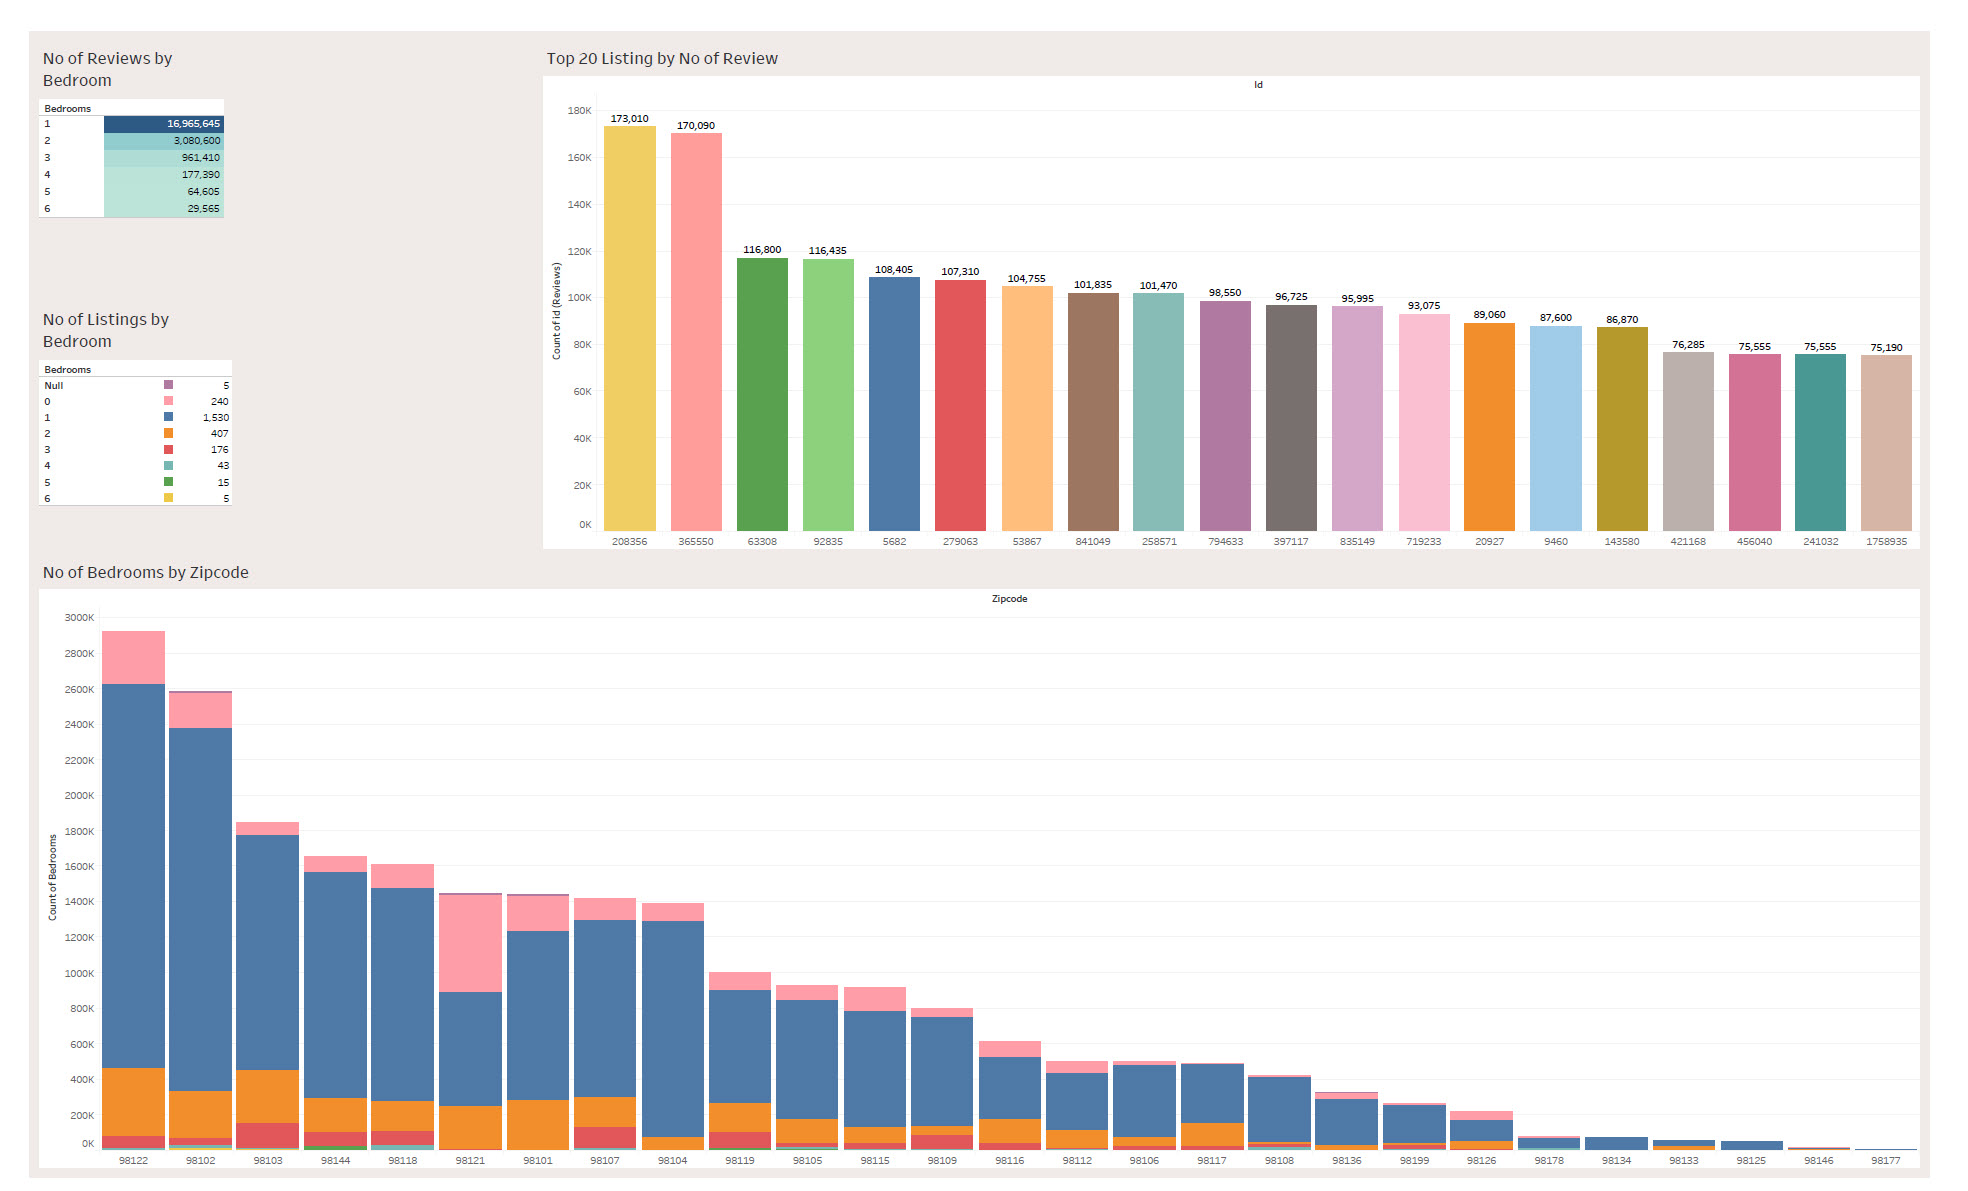 No of Reviews by
Bedroom
Bedrooms
1 16,965,645
2 3,080,600
3 961,410
4 177,390
5 64,605
6 29,565
No of Listings by
Bedroom
Bedrooms
Null 5
0 240
1 1,530
2 407
3 176
4 43
5 15
6 5
Top 20 Listing by No of Review
Id
Count of id (Reviews)
180K
160K
140K
120K
100K
80K
60K
40K
20K
0K
173,010 170,090 116,800 116,435 108,405 107,310 104,755 101,835 101,470 98,550 96,725 95,995 93,075 89,060 87,600 86,870 76,285 75,555 75,555 75,190
208356 365550 63308 92835 5682 279063 53867 841049 258571 794633 397117 835149 719233 20927 9460 143580 421168 456040 241032 1758935
No of Bedrooms by Zipcode
Zipcode
Count of Bedrooms
3000K
2800K
2600K
2400K
2200K
2000K
1800K
1600K
1400K
1200K
1000K
800K
600K
400K
200K
0K
98122 98102 98103 98144 98118 98121 98101 98107 98104 98119 98105 98115 98109 98116 98112 98106 98117 98108 98136 98199 98126 98178 98134 98133 98125 98146 98177